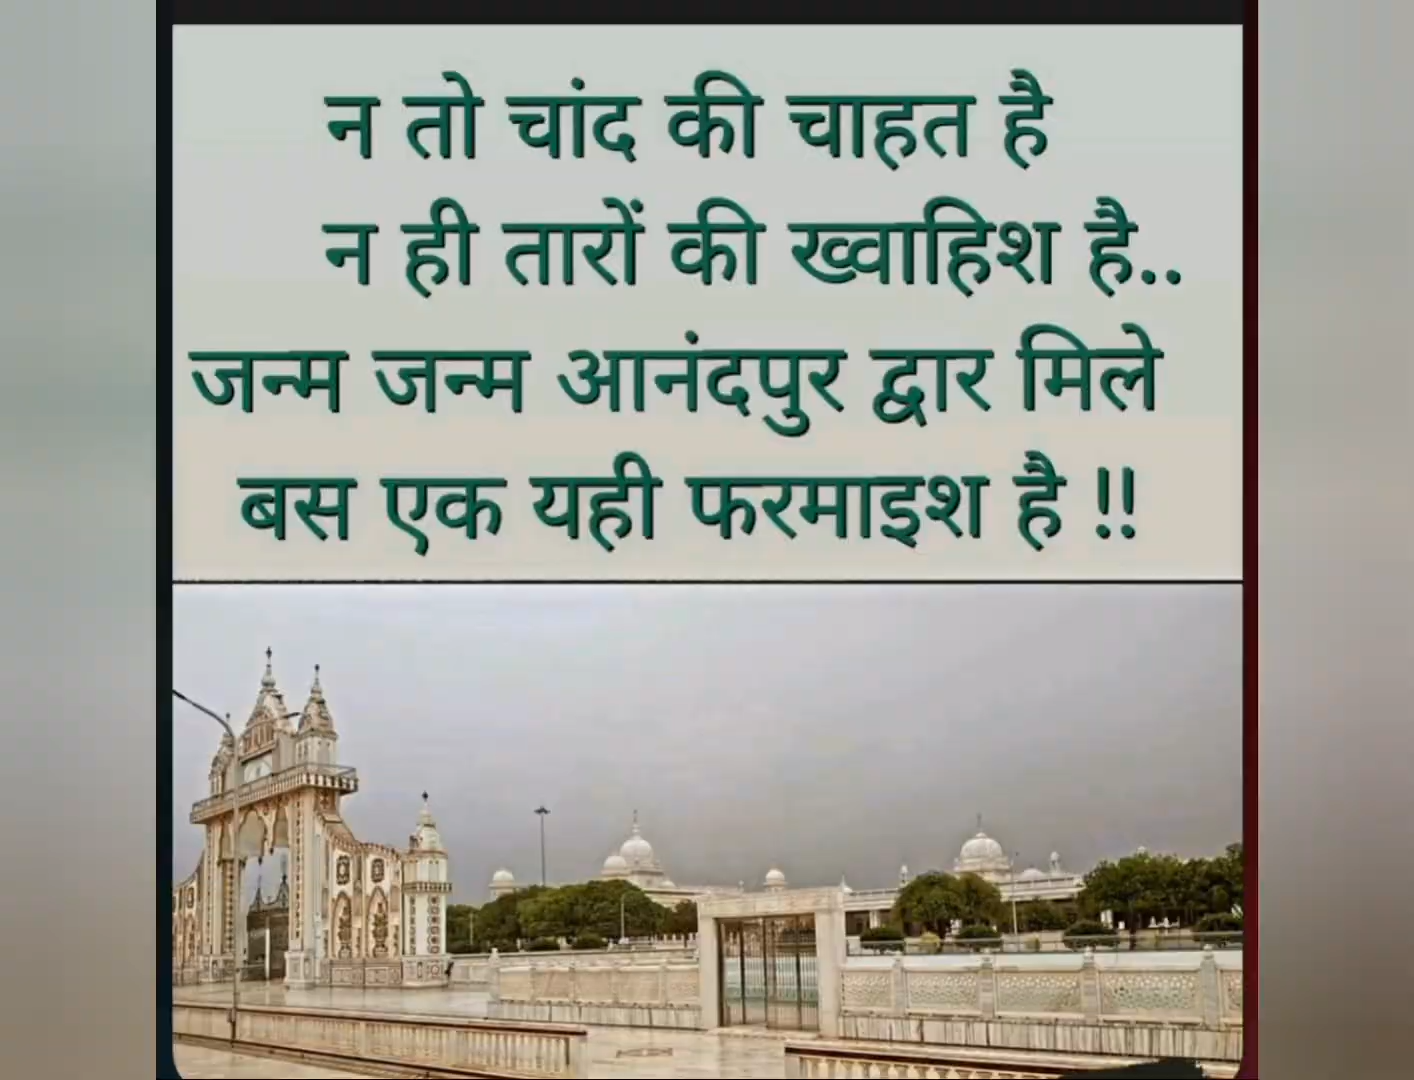 न तो चांद की चाहत है
न ही तारों की ख्वाहिश है..
जन्म जन्म आनंदपुर द्वार मिले
बस एक यही फरमाइश है !!